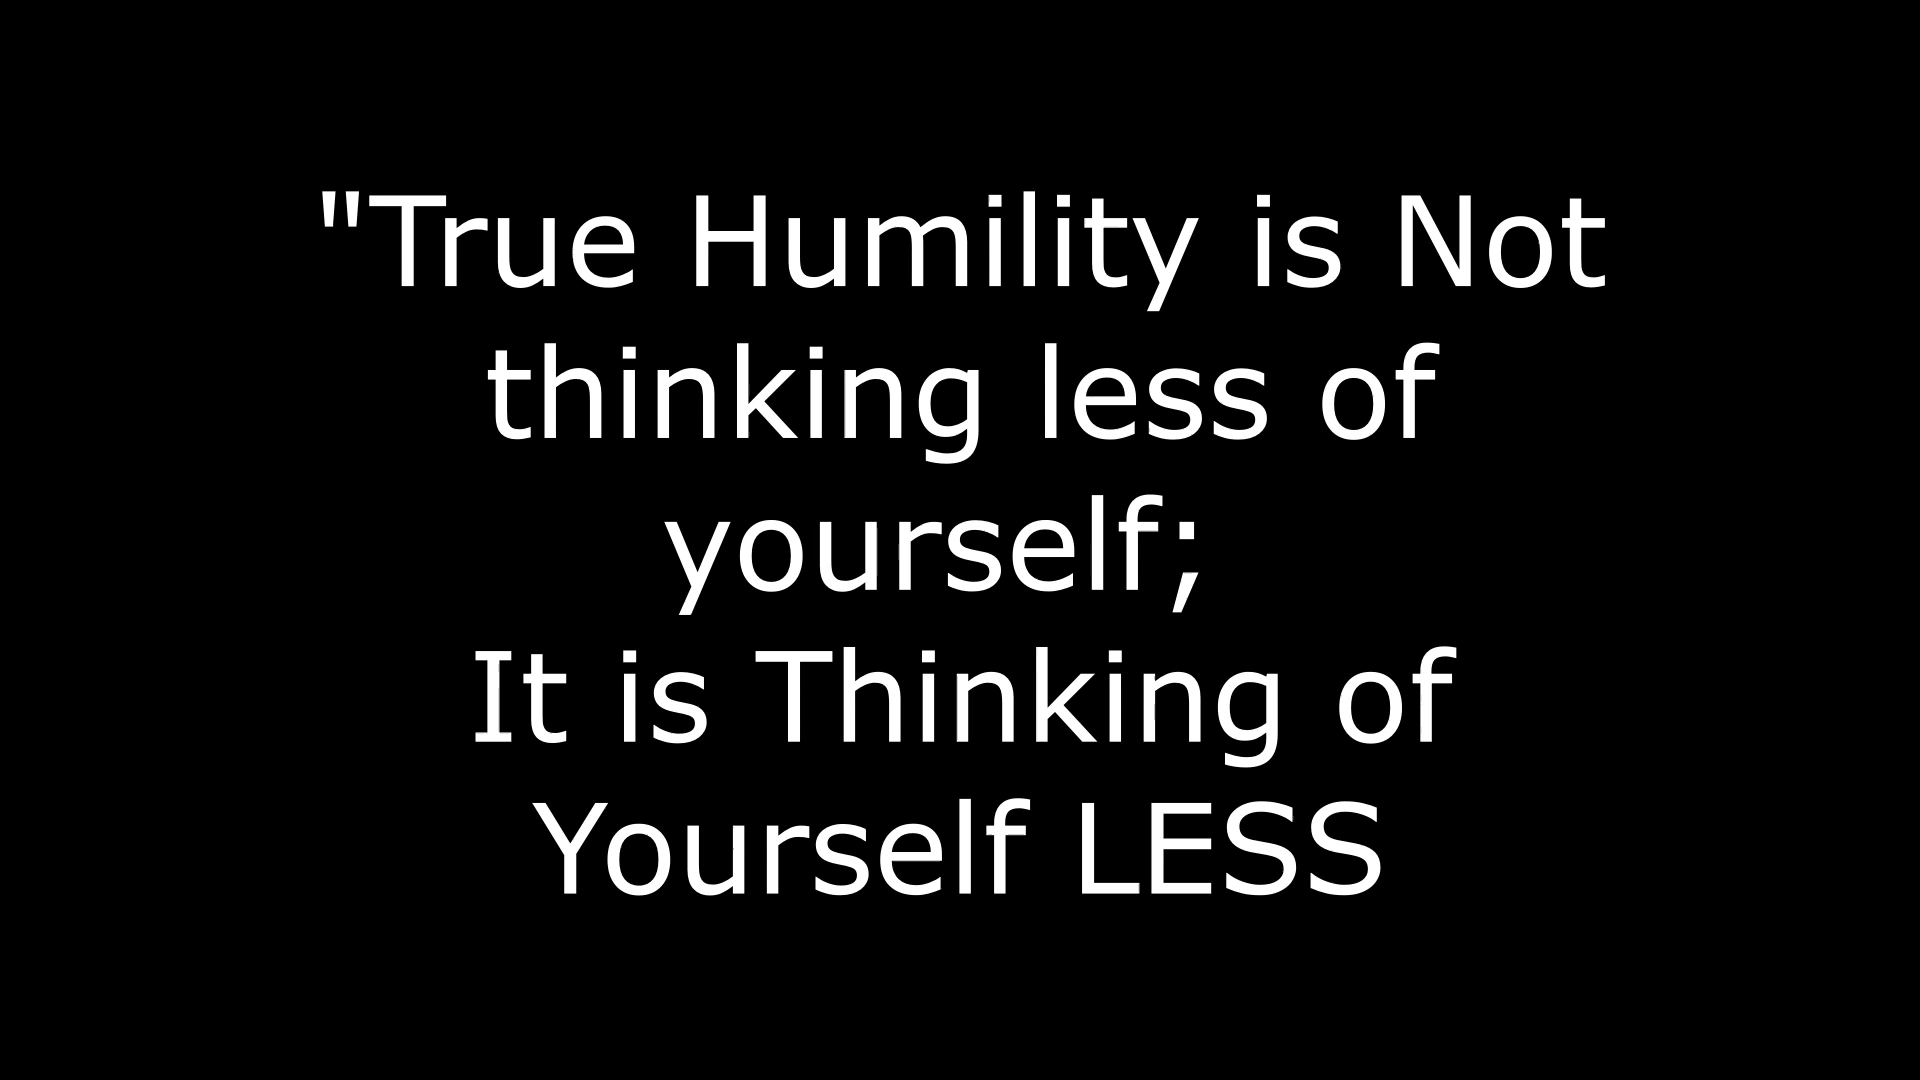 "True Humility is Not
thinking less of
yourself;
It is Thinking of
Yourself LESS